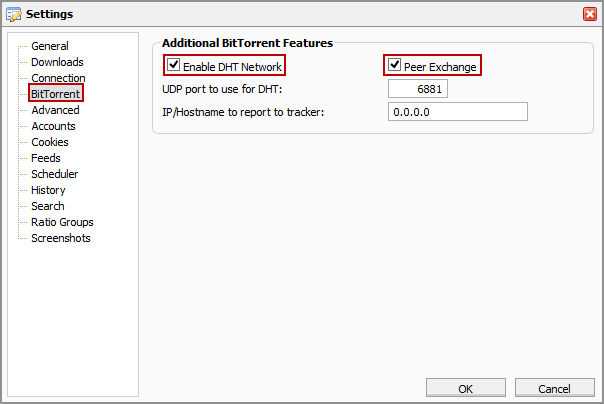 Settings
General
Downloads
Connection
BitTorrent
Advanced
Accounts
Cookies
Feeds
Scheduler
History
Search
Ratio Groups
Screenshots
Additional BitTorrent Features
Enable DHT Network Peer Exchange
UDP port to use for DHT: 6881
IP/Hostname to report to tracker: 0.0.0.0
OK Cancel